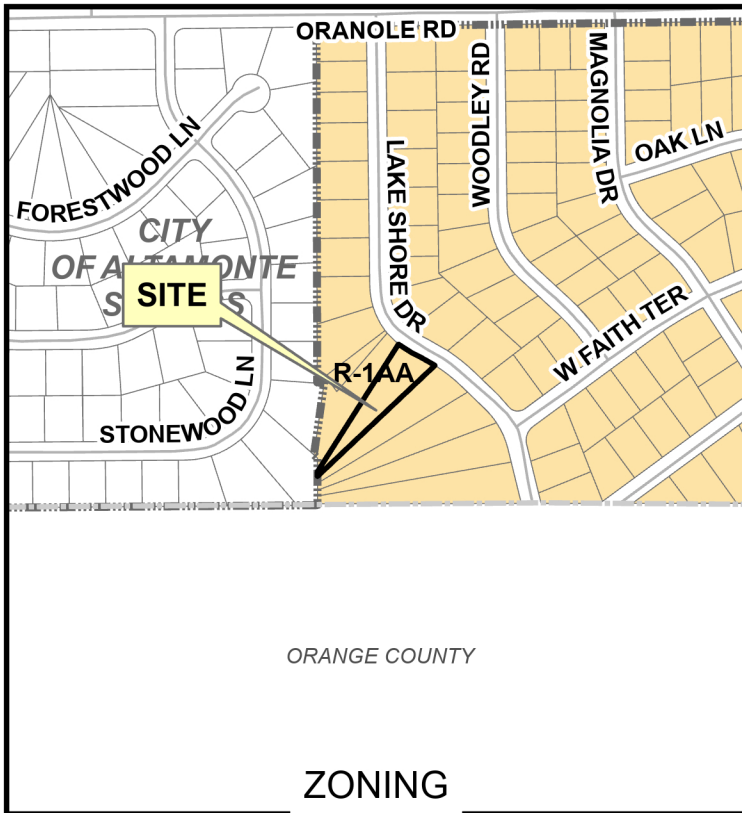 ORANOLE RD
FORESTWOOD LN
LAKE SHORE DR
WOODLEY RD
MAGNOLIA DR
OAK LN
CITY
OF ALTAMONTE
SITE
R-1AA
W FAITH TER
STONEWOOD LN
ORANGE COUNTY
ZONING